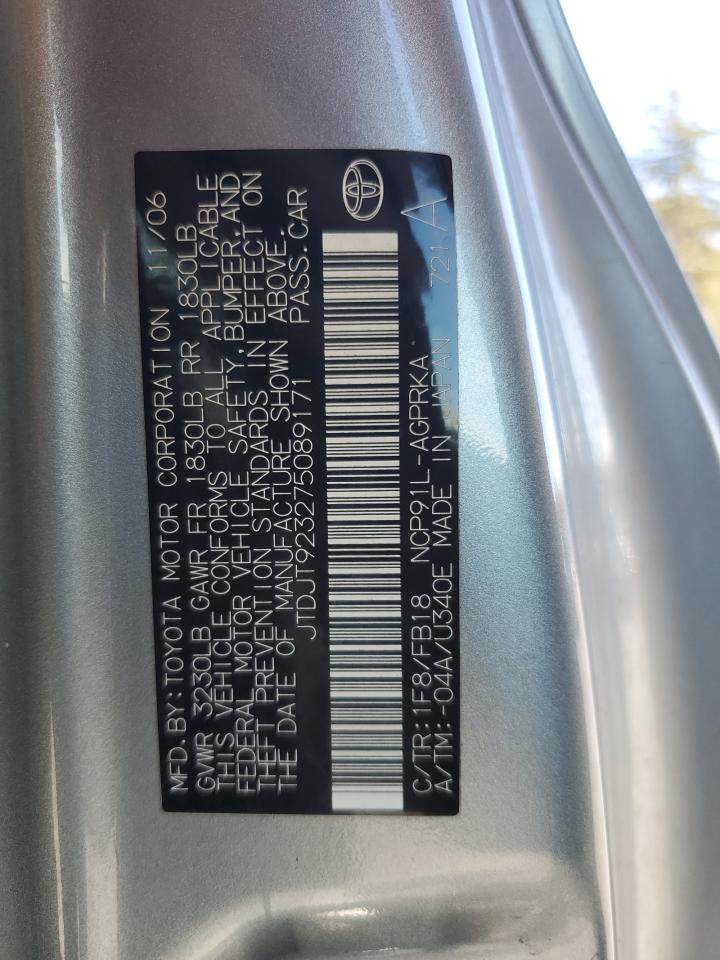 MFD.BY:TOYOTA MOTOR CORPORATION 11/06
GVWR 3230LB GAWR FR 1830LB RR 1830LB
THIS VEHICLE CONFORMS TO ALL APPLICABLE
FEDERAL MOTOR VEHICLE SAFETY,BUMPER,AND
THEFT PREVENTION STANDARDS IN EFFECT ON
THE DATE OF MANUFACTURE SHOWN ABOVE.
JTDJT923275089171 PASS.CAR
C/TR:1F8/FB18 NCP91L-AGPRKA
A/TM:-04A/U340E MADE IN JAPAN 721 A